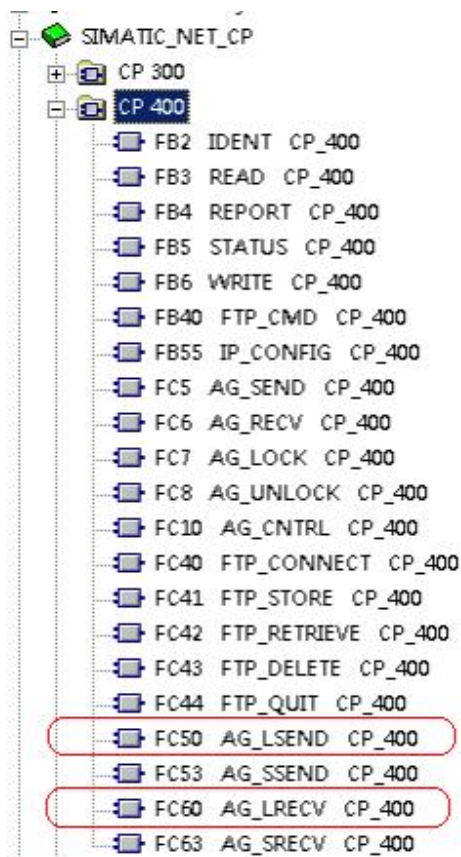 SIMATIC_NET_CP
CP 300
CP 400
FB2 IDENT CP_400
FB3 READ CP_400
FB4 REPORT CP_400
FB5 STATUS CP_400
FB6 WRITE CP_400
FB40 FTP_CMD CP_400
FB55 IP_CONFIG CP_400
FC5 AG_SEND CP_400
FC6 AG_RECV CP_400
FC7 AG_LOCK CP_400
FC8 AG_UNLOCK CP_400
FC10 AG_CNTRL CP_400
FC40 FTP_CONNECT CP_400
FC41 FTP_STORE CP_400
FC42 FTP_RETRIEVE CP_400
FC43 FTP_DELETE CP_400
FC44 FTP_QUIT CP_400
FC50 AG_LSEND CP_400
FC53 AG_SSEND CP_400
FC60 AG_LRECV CP_400
FC63 AG_SRECV CP_400